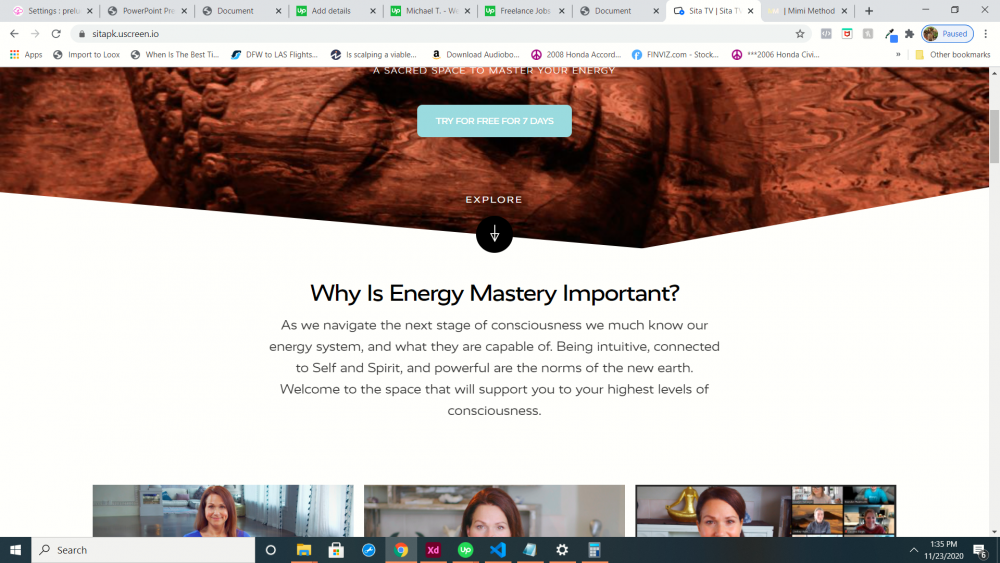 Settings : prelu
PowerPoint Pre
Document
Add details
Michael T. - We
Freelance Jobs
Document
Sita TV | Sita TV
| Mimi Method
sitapk.uscreen.io
Paused
Apps
Import to Loox
When Is The Best Ti...
DFW to LAS Flights...
Is scalping a viable...
Download Audiobo...
2008 Honda Accord...
FINVIZ.com - Stock...
***2006 Honda Civi...
»
Other bookmarks
A SACRED SPACE TO MASTER YOUR ENERGY
TRY FOR FREE FOR 7 DAYS
EXPLORE
Why Is Energy Mastery Important?
As we navigate the next stage of consciousness we much know our
energy system, and what they are capable of. Being intuitive, connected
to Self and Spirit, and powerful are the norms of the new earth.
Welcome to the space that will support you to your highest levels of
consciousness.
Search
Xd
Up
1:35 PM
11/23/2020
6